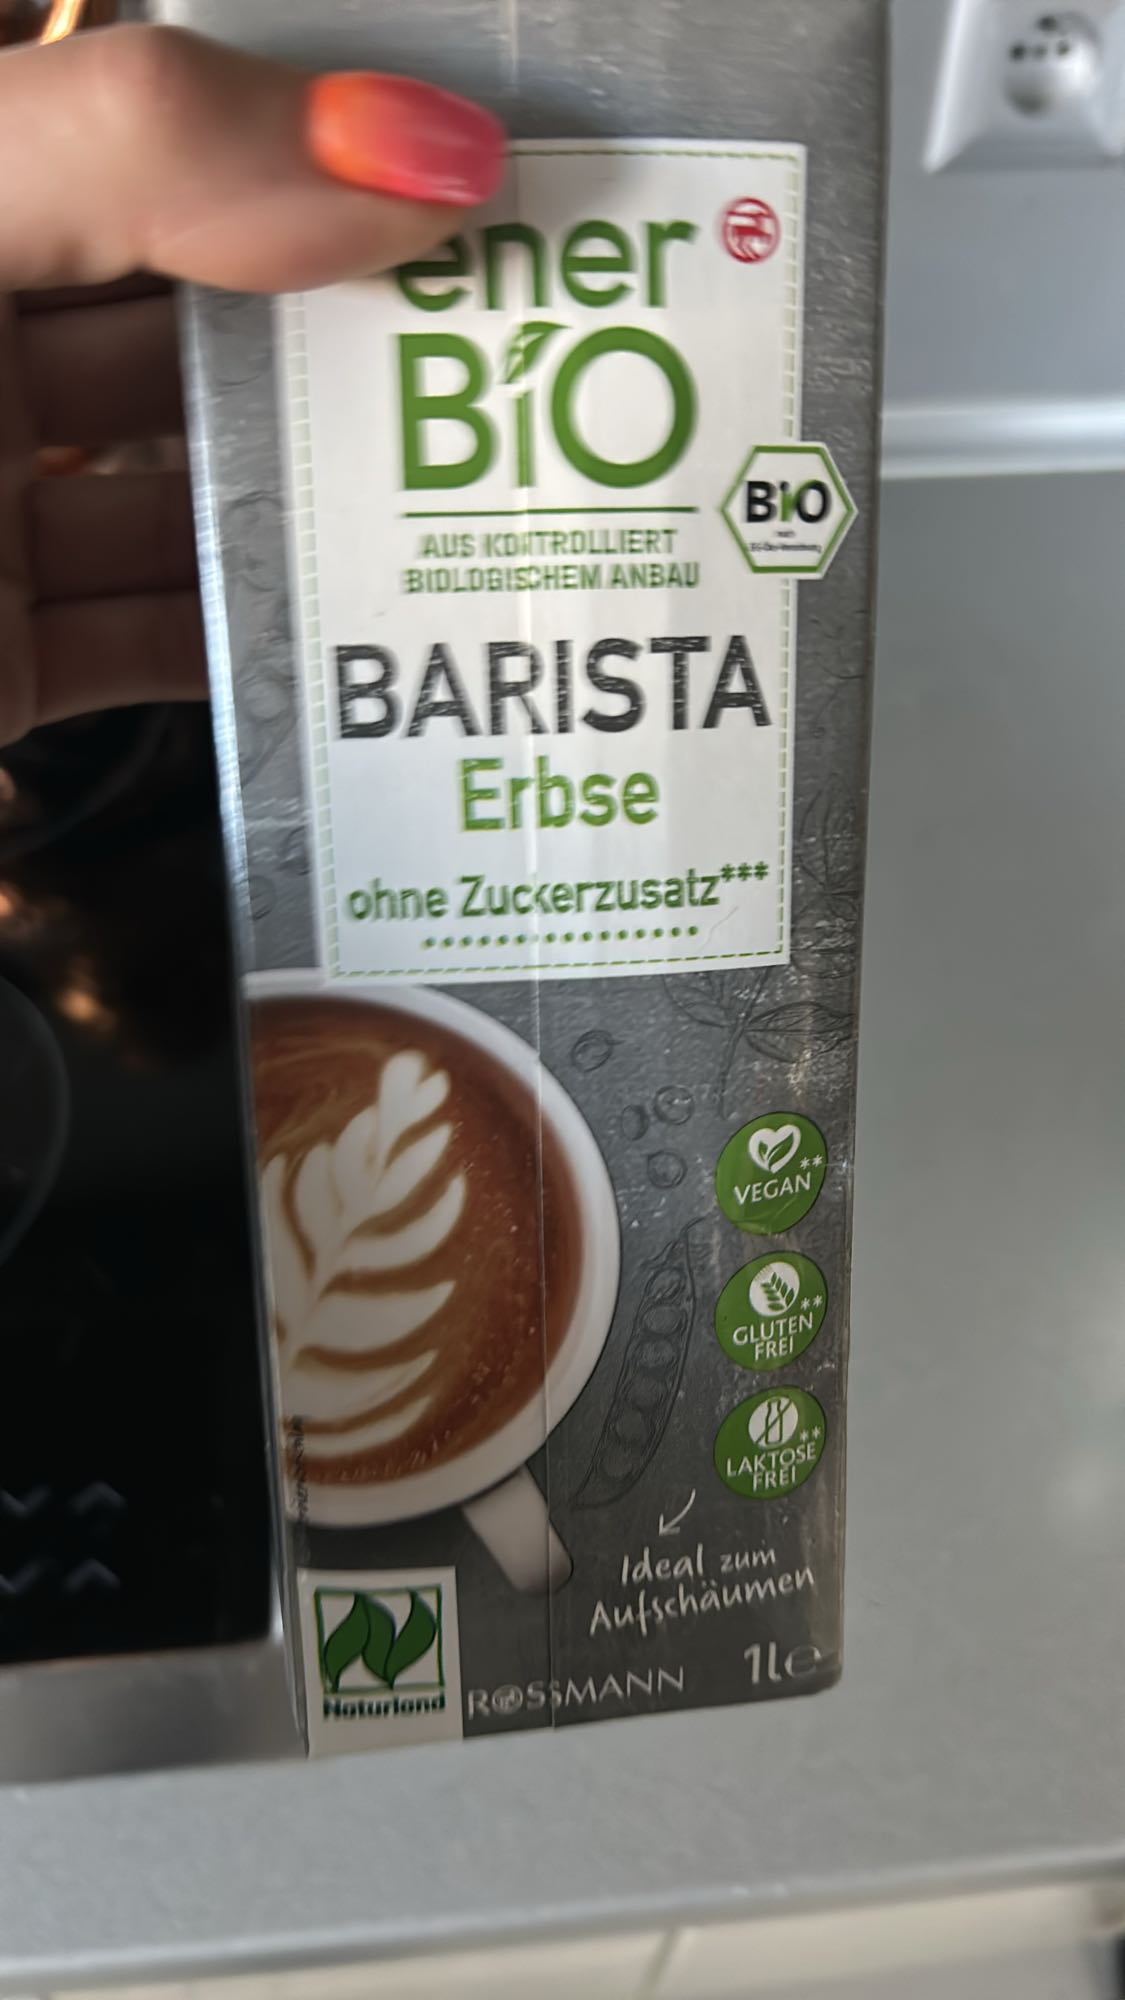 ener
BiO
AUS KONTROLLIERT
BIOLOGISCHEM ANBAU
BiO
BARISTA
Erbse
ohne Zuckerzusatz***
VEGAN**
GLUTEN**
FREI
LAKTOSE**
FREI
Ideal zum
Aufschäumen
Naturland
ROSSMANN
1l e